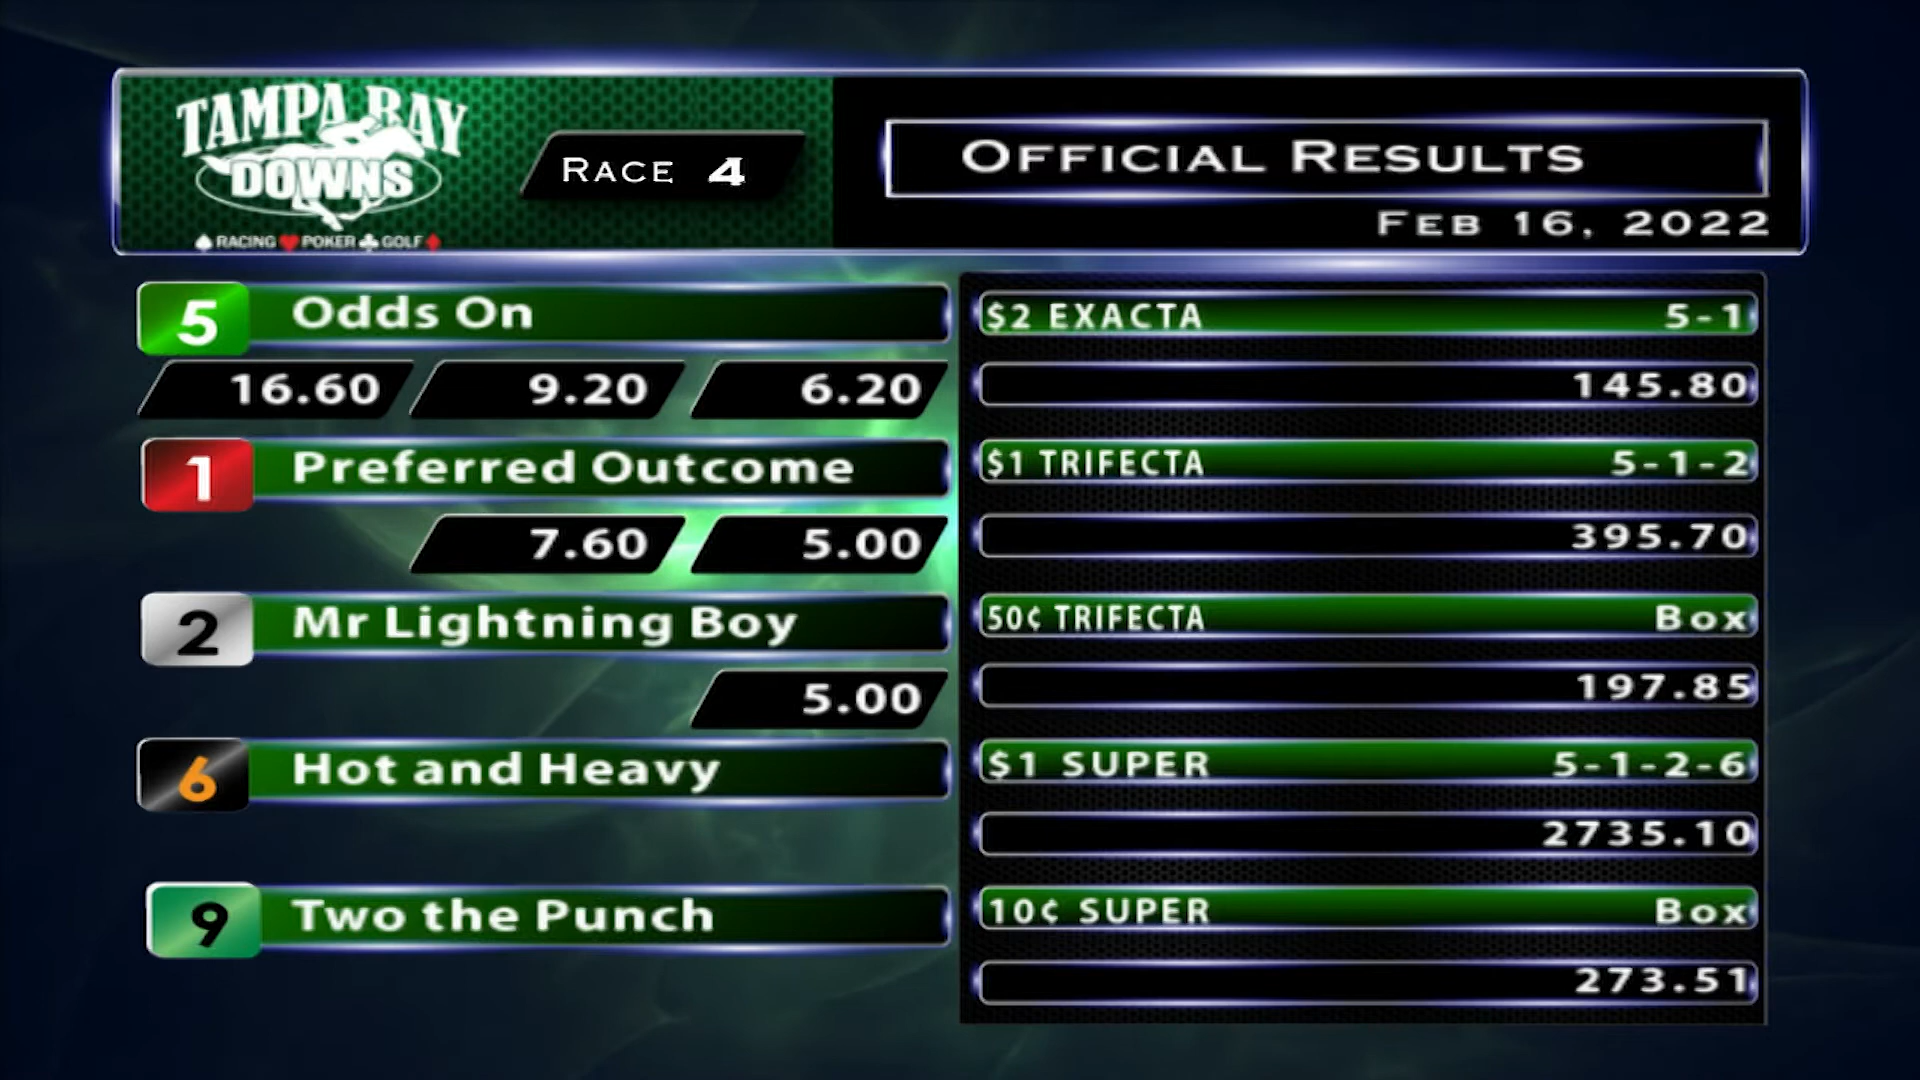 TAMPA BAY
DOWNS
RACING POKER GOLF
RACE 4
OFFICIAL RESULTS
FEB 16, 2022
5 Odds On
16.60 9.20 6.20
1 Preferred Outcome
7.60 5.00
2 Mr Lightning Boy
5.00
6 Hot and Heavy
9 Two the Punch
$2 EXACTA 5-1
145.80
$1 TRIFECTA 5-1-2
395.70
50¢ TRIFECTA Box
197.85
$1 SUPER 5-1-2-6
2735.10
10¢ SUPER Box
273.51